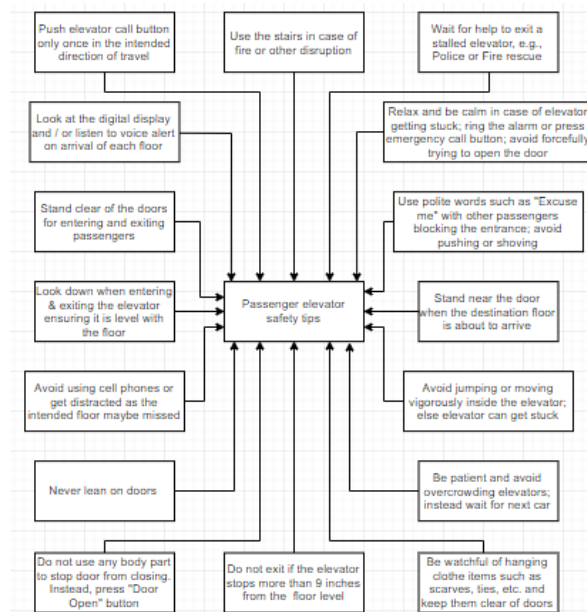 Push elevator call button
only once in the intended
direction of travel
Use the stairs in case of
fire or other disruption
Wait for help to exit a
stalled elevator, e.g.,
Police or Fire rescue
Look at the digital display
and / or listen to voice alert
on arrival of each floor
Relax and be calm in case of elevator
getting stuck; ring the alarm or press
emergency call button; avoid forcefully
trying to open the door
Stand clear of the doors
for entering and exiting
passengers
Use polite words such as "Excuse
me" with other passengers
blocking the entrance; avoid
pushing or shoving
Look down when entering
& exiting the elevator
ensuring it is level with
the floor
Passenger elevator
safety tips
Stand near the door
when the destination floor
is about to arrive
Avoid using cell phones or
get distracted as the
intended floor maybe missed
Avoid jumping or moving
vigorously inside the elevator;
else elevator can get stuck
Never lean on doors
Be patient and avoid
overcrowding elevators;
instead wait for next car
Do not use any body part
to stop door from closing.
Instead, press "Door
Open" button
Do not exit if the elevator
stops more than 9 inches
from the floor level
Be watchful of hanging
clothe items such as
scarves, ties, etc. and
keep them clear of doors